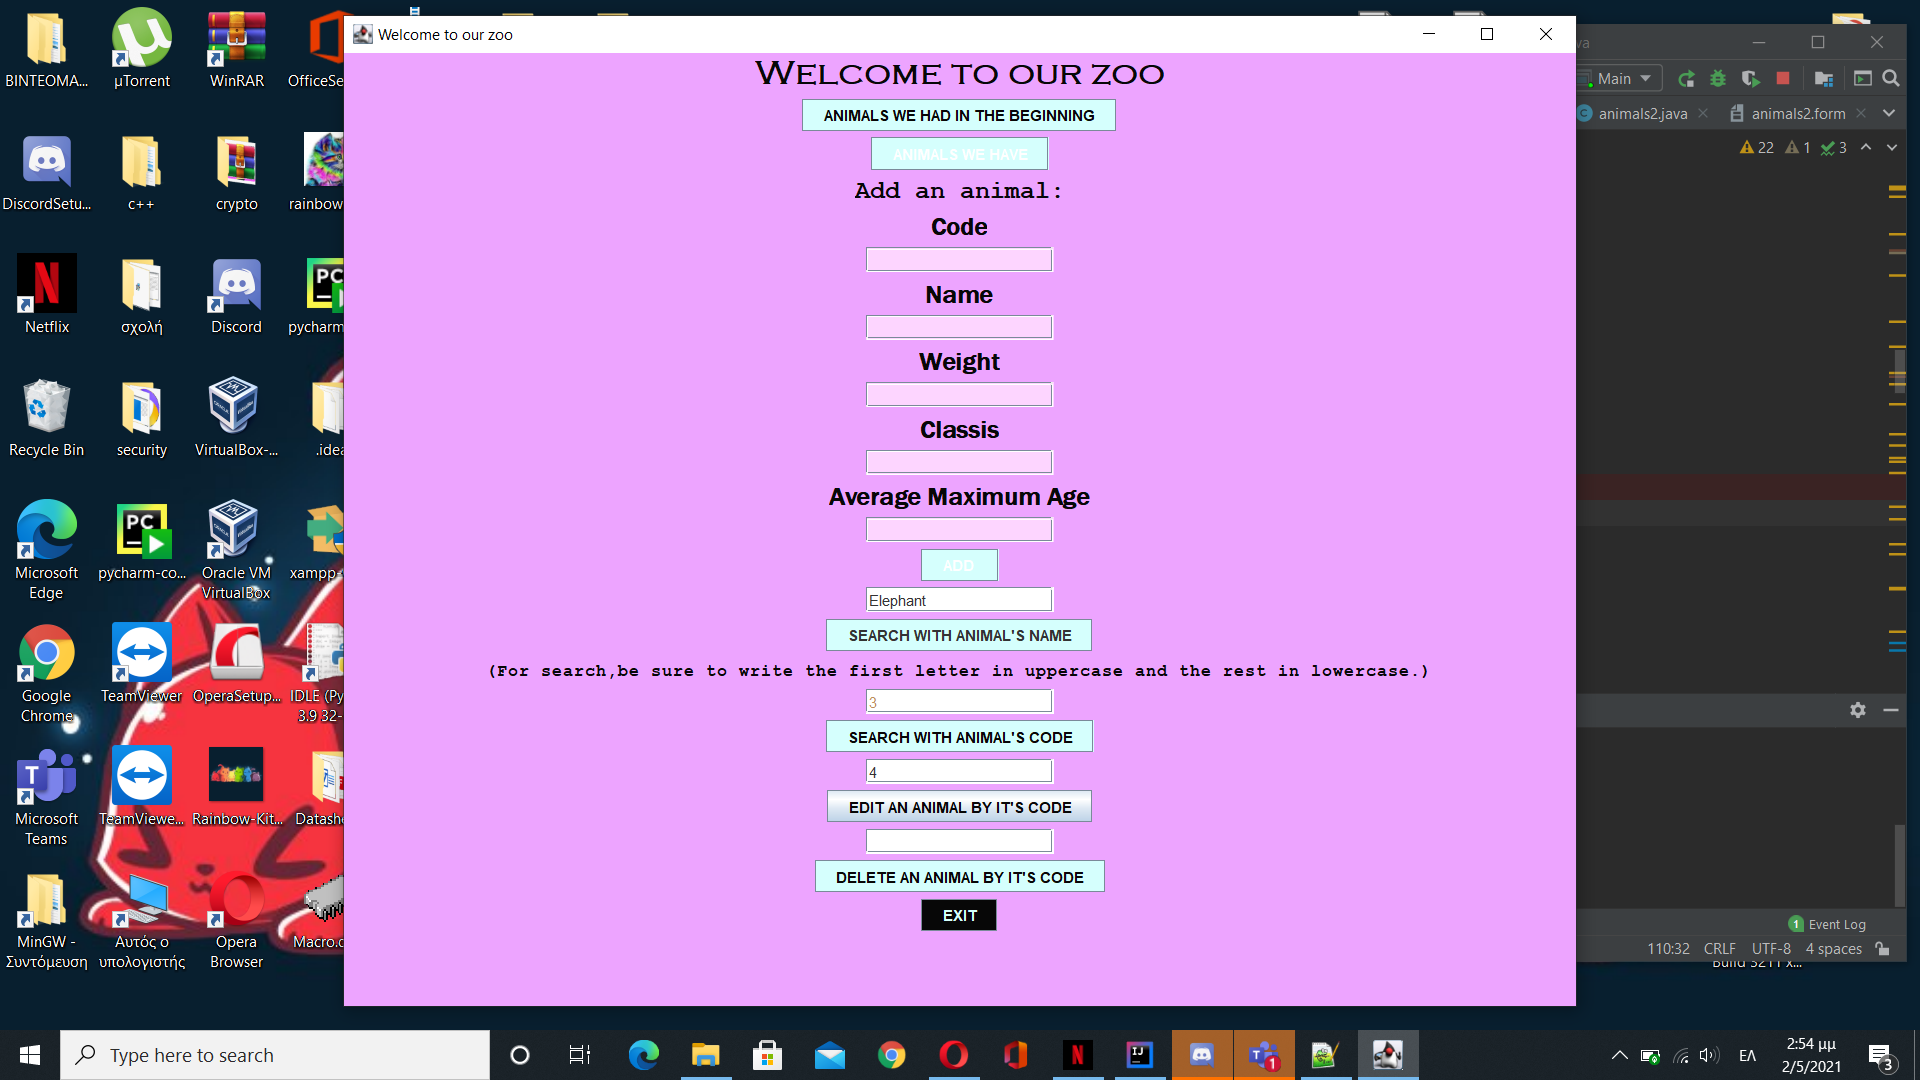 Welcome to our zoo
WELCOME TO OUR ZOO
ANIMALS WE HAD IN THE BEGINNING
ANIMALS WE HAVE
Add an animal:
Code
Name
Weight
Classis
Average Maximum Age
ADD
Elephant
SEARCH WITH ANIMAL'S NAME
(For search,be sure to write the first letter in uppercase and the rest in lowercase.)
3
SEARCH WITH ANIMAL'S CODE
4
EDIT AN ANIMAL BY IT'S CODE
DELETE AN ANIMAL BY IT'S CODE
EXIT
BINTEOMA...
µTorrent
WinRAR
OfficeSe
DiscordSetu...
c++
crypto
rainbow
Netflix
σχολή
Discord
pycharm
Recycle Bin
security
VirtualBox-...
.idea
Microsoft
Edge
pycharm-co...
Oracle VM
VirtualBox
xampp-
Google
Chrome
TeamViewer
OperaSetup...
IDLE (Py
3.9 32-
Microsoft
Teams
TeamViewe...
Rainbow-Kit...
Datashe
MinGW -
Συντόμευση
Αυτός ο
υπολογιστής
Opera
Browser
Macro.c
va
Main
animals2.java
animals2.form
22
1
3
1
Event Log
110:32
CRLF
UTF-8
4 spaces
Build 3211 x...
Type here to search
1
ΕΛ
2:54 μμ
2/5/2021
3